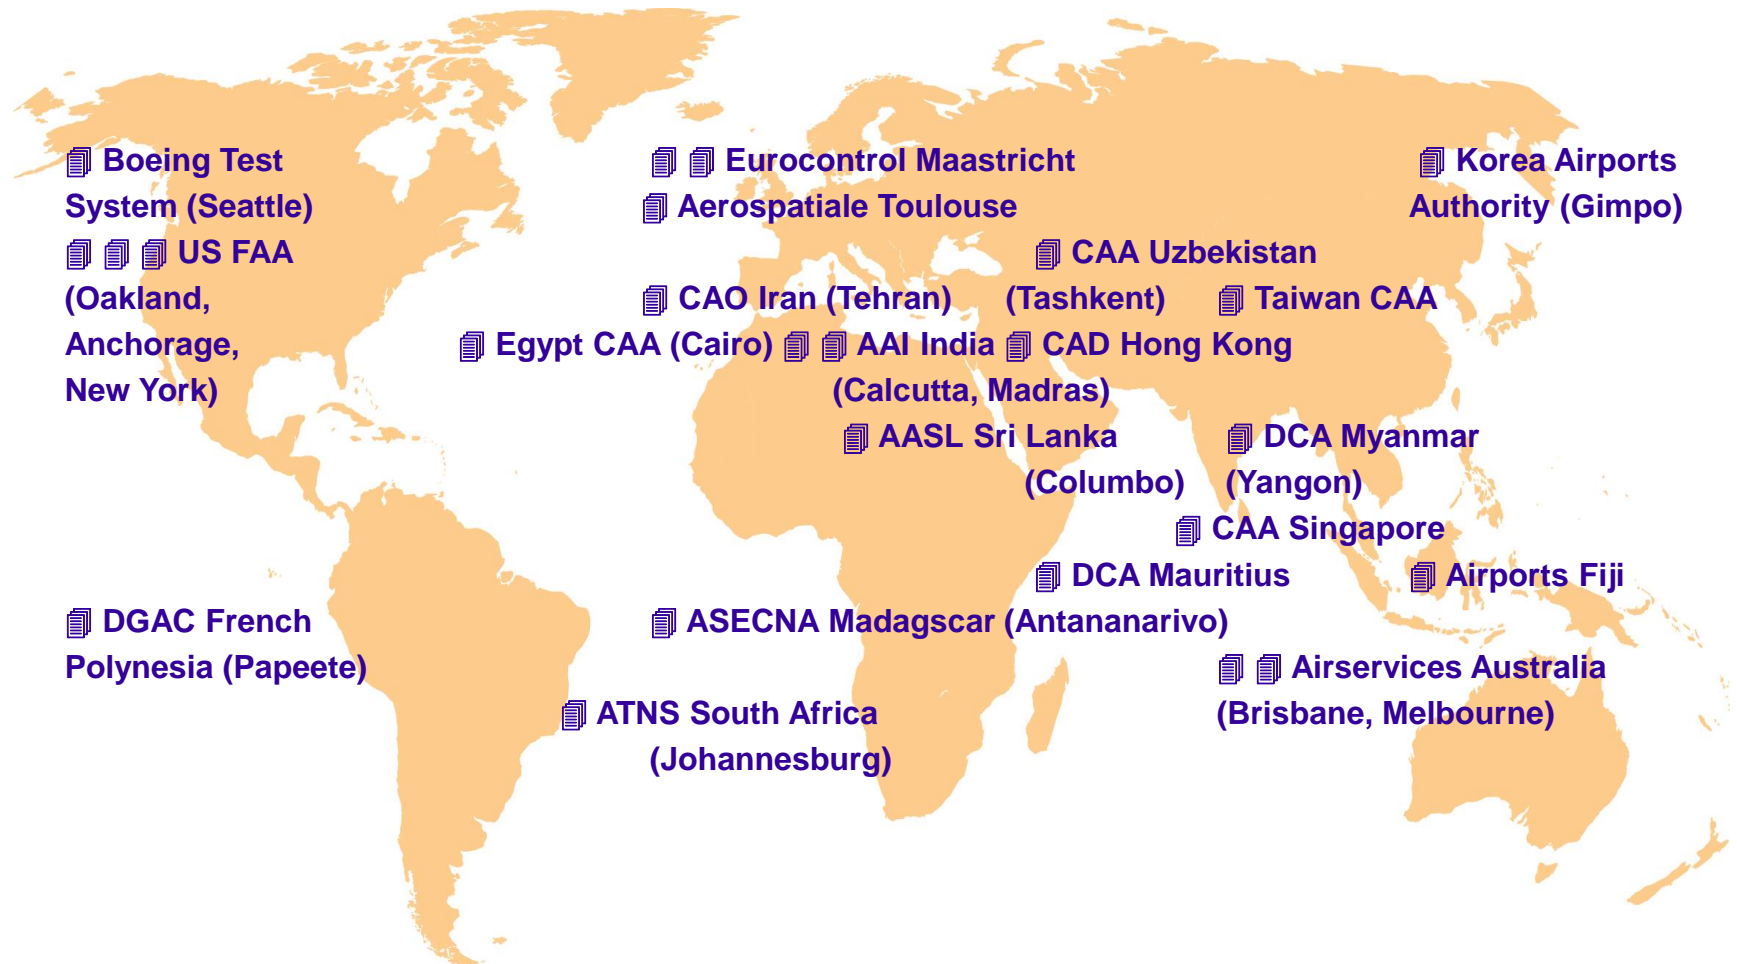 Boeing Test
System (Seattle)
US FAA
(Oakland,
Anchorage,
New York)
DGAC French
Polynesia (Papeete)
Eurocontrol Maastricht
Aerospatiale Toulouse
CAO Iran (Tehran)
Egypt CAA (Cairo)
AAI India
(Calcutta, Madras)
AASL Sri Lanka
(Columbo)
CAA Uzbekistan
(Tashkent)
Taiwan CAA
CAD Hong Kong
DCA Myanmar
(Yangon)
CAA Singapore
DCA Mauritius
Airports Fiji
ASECNA Madagscar (Antananarivo)
ATNS South Africa
(Johannesburg)
Airservices Australia
(Brisbane, Melbourne)
Korea Airports
Authority (Gimpo)